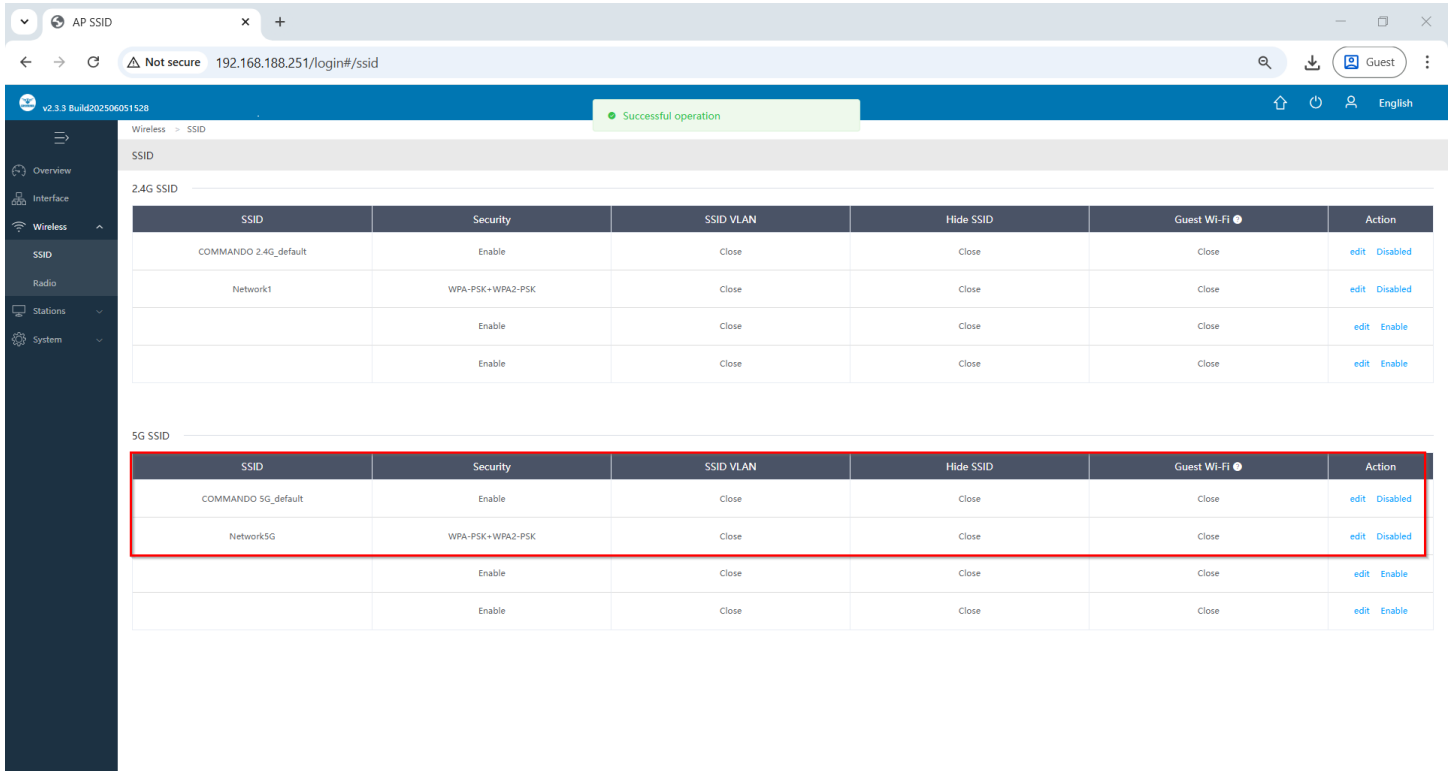 AP SSID
Not secure 192.168.188.251/login#/ssid
Guest
v2.3.3 Build202506051528
Successful operation
English
Wireless > SSID
SSID
Overview
Interface
Wireless
SSID
Radio
Stations
System
2.4G SSID
SSID Security SSID VLAN Hide SSID Guest Wi-Fi Action
COMMANDO 2.4G_default Enable Close Close Close edit Disabled
Network1 WPA-PSK+WPA2-PSK Close Close Close edit Disabled
Enable Close Close Close edit Enable
Enable Close Close Close edit Enable
5G SSID
SSID Security SSID VLAN Hide SSID Guest Wi-Fi Action
COMMANDO 5G_default Enable Close Close Close edit Disabled
Network5G WPA-PSK+WPA2-PSK Close Close Close edit Disabled
Enable Close Close Close edit Enable
Enable Close Close Close edit Enable